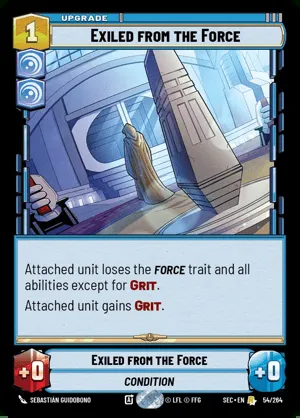 UPGRADE
1
EXILED FROM THE FORCE
Attached unit loses the FORCE trait and all
abilities except for GRIT.
Attached unit gains GRIT.
+0
EXILED FROM THE FORCE
+0
CONDITION
SEBASTIAN GUIDOBONO
© LFL © FFG
SEC • EN
54/264